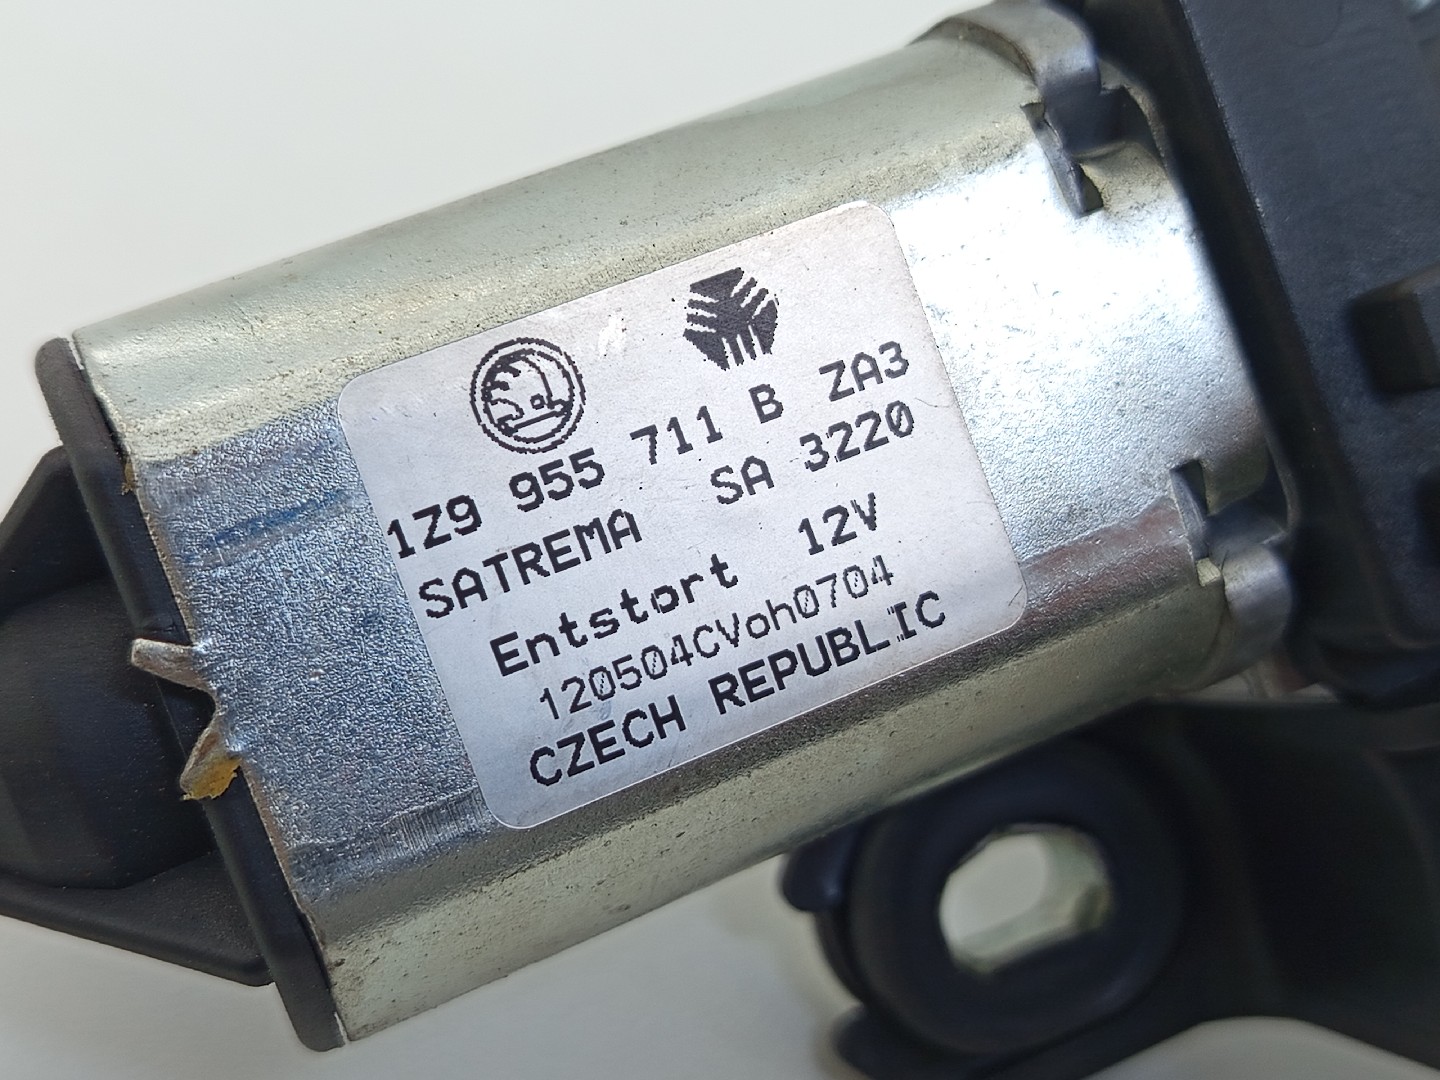 1Z9 955 711 B ZA3
SATREMA SA 3220
Entstort 12V
120504CVoh0704
CZECH REPUBLIC